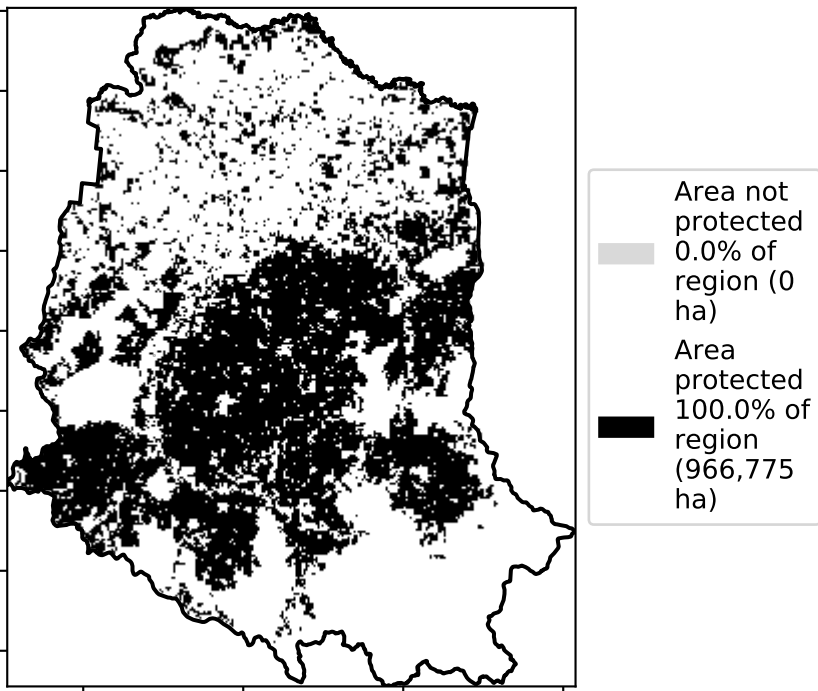 Area not
protected
0.0% of
region (0
ha)
Area
protected
100.0% of
region
(966,775
ha)